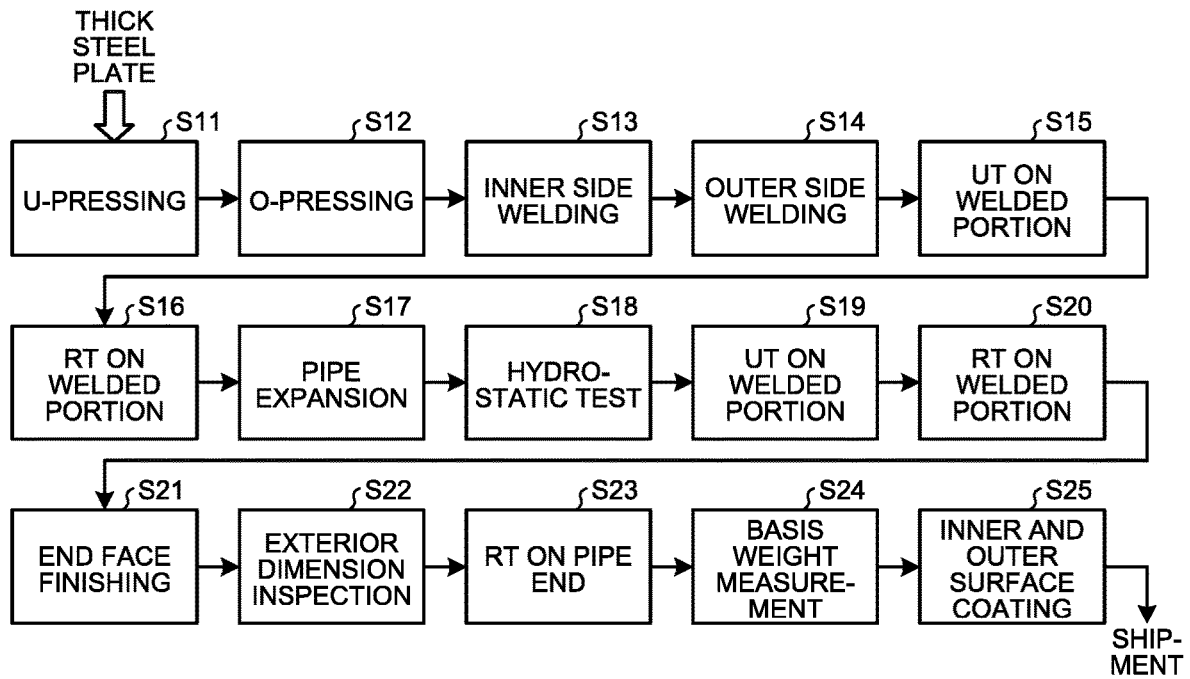 THICK
STEEL
PLATE
S11
U-PRESSING
S12
O-PRESSING
S13
INNER SIDE
WELDING
S14
OUTER SIDE
WELDING
S15
UT ON
WELDED
PORTION
S16
RT ON
WELDED
PORTION
S17
PIPE
EXPANSION
S18
HYDRO-
STATIC TEST
S19
UT ON
WELDED
PORTION
S20
RT ON
WELDED
PORTION
S21
END FACE
FINISHING
S22
EXTERIOR
DIMENSION
INSPECTION
S23
RT ON PIPE
END
S24
BASIS
WEIGHT
MEASURE-
MENT
S25
INNER AND
OUTER
SURFACE
COATING
SHIP-
MENT